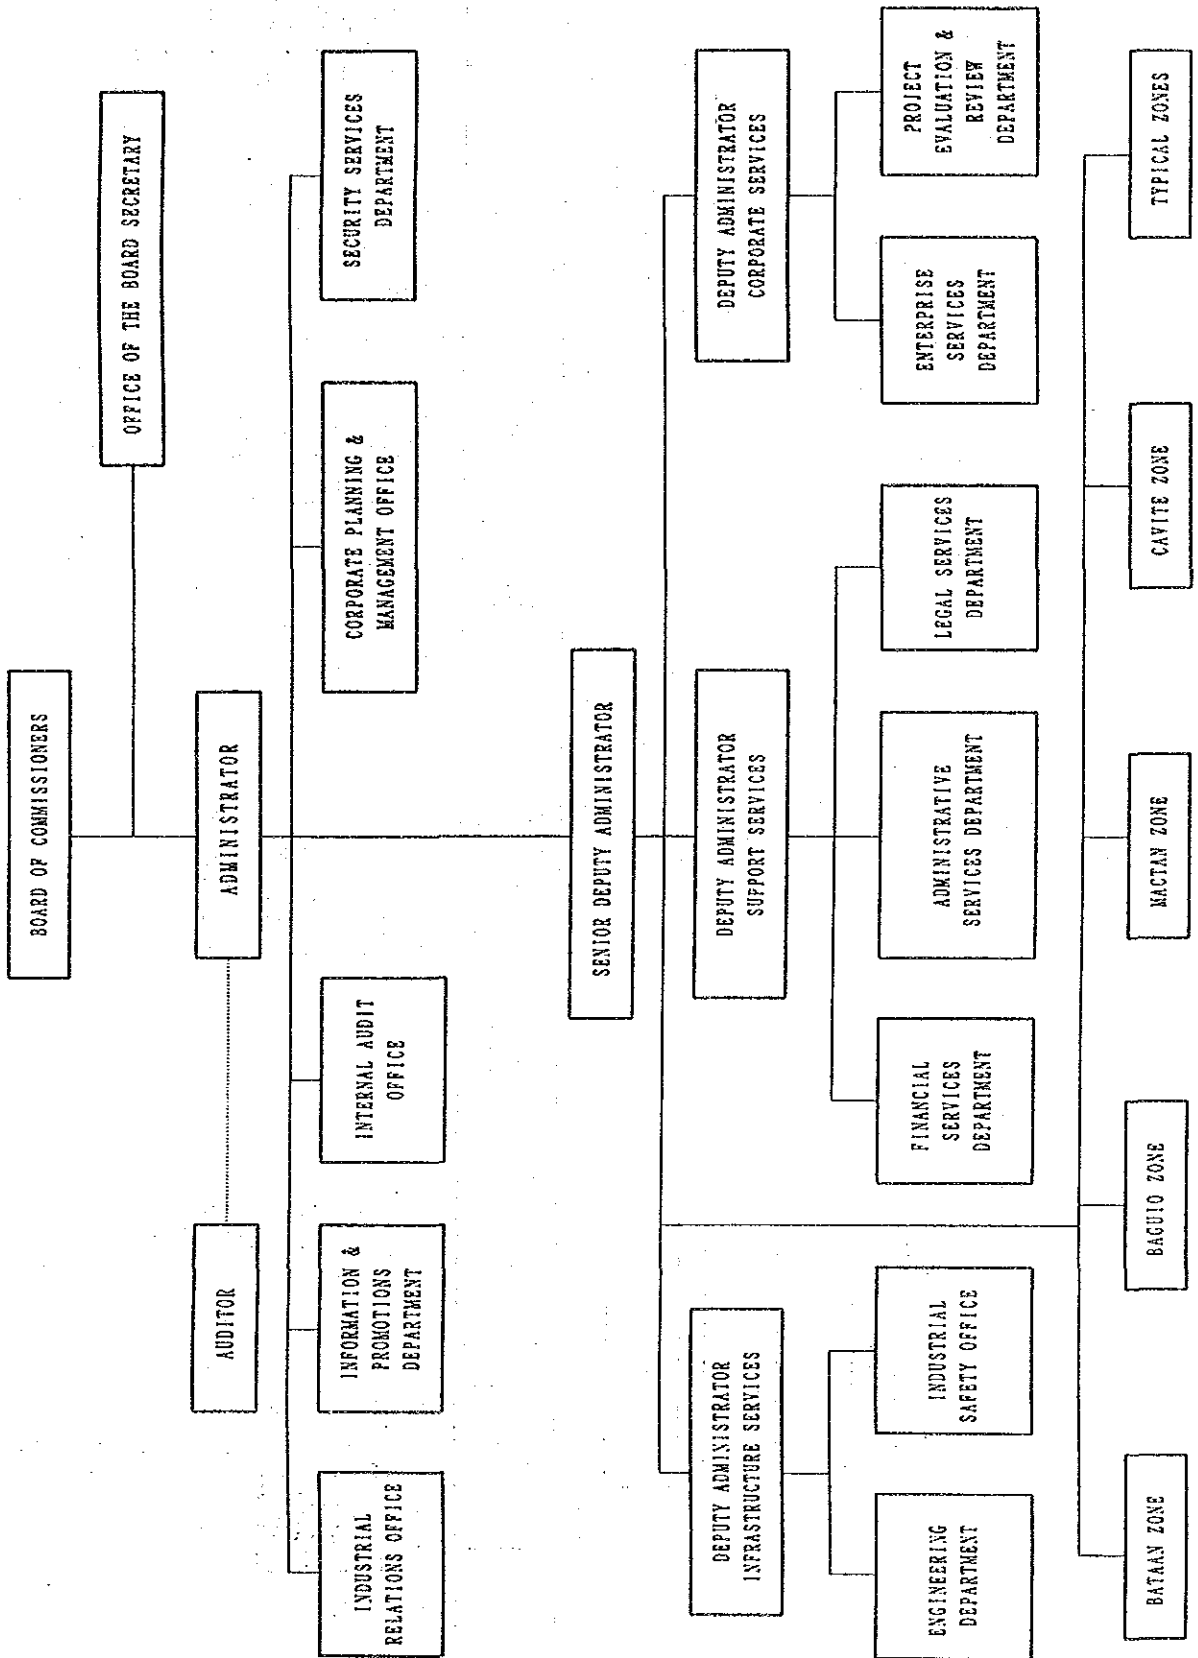 BOARD OF COMMISSIONERS
OFFICE OF THE BOARD SECRETARY
AUDITOR
ADMINISTRATOR
INDUSTRIAL
RELATIONS OFFICE
INFORMATION &
PROMOTIONS
DEPARTMENT
INTERNAL AUDIT
OFFICE
CORPORATE PLANNING &
MANAGEMENT OFFICE
SECURITY SERVICES
DEPARTMENT
SENIOR DEPUTY ADMINISTRATOR
DEPUTY ADMINISTRATOR
INFRASTRUCTURE SERVICES
DEPUTY ADMINISTRATOR
SUPPORT SERVICES
DEPUTY ADMINISTRATOR
CORPORATE SERVICES
ENGINEERING
DEPARTMENT
INDUSTRIAL
SAFETY OFFICE
FINANCIAL
SERVICES
DEPARTMENT
ADMINISTRATIVE
SERVICES DEPARTMENT
LEGAL SERVICES
DEPARTMENT
ENTERPRISE
SERVICES
DEPARTMENT
PROJECT
EVALUATION &
REVIEW
DEPARTMENT
BATAAN ZONE
BAGUIO ZONE
MACTAN ZONE
CAVITE ZONE
TYPICAL ZONES